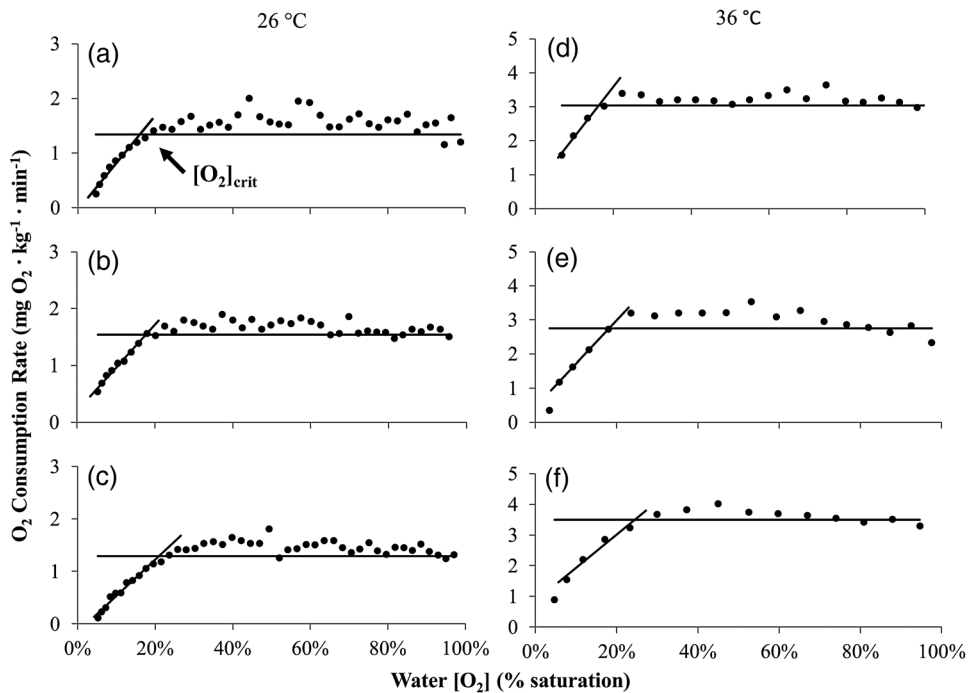 26 °C
36 °C
O₂ Consumption Rate (mg O₂ · kg⁻¹ · min⁻¹)
(a)
3
2
1
0
[O₂]crit
(d)
5
4
3
2
1
0
(b)
3
2
1
0
(e)
5
4
3
2
1
0
(c)
3
2
1
0
(f)
5
4
3
2
1
0
0% 20% 40% 60% 80% 100%
0% 20% 40% 60% 80% 100%
Water [O₂] (% saturation)